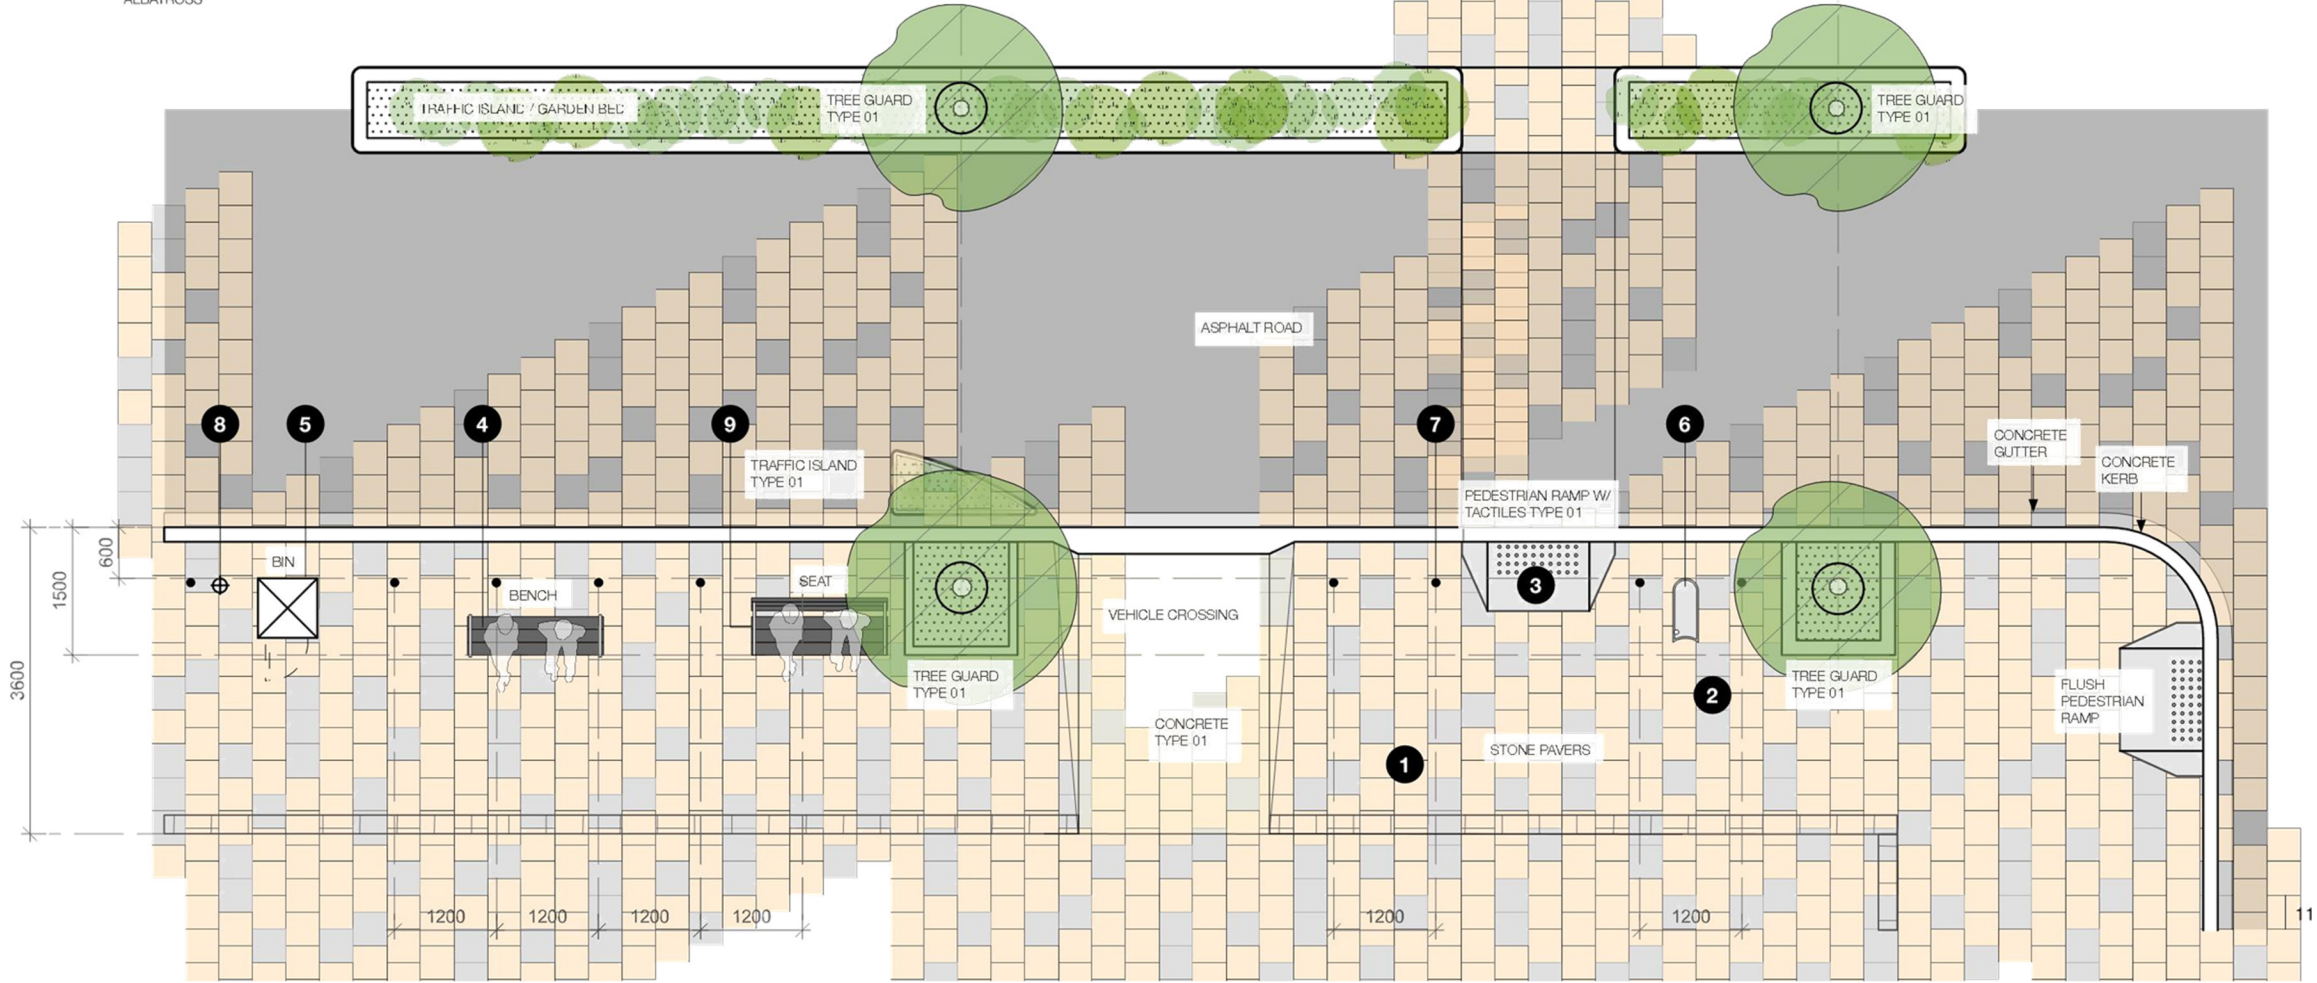 ALBATROSS
TRAFFIC ISLAND / GARDEN BED
TREE GUARD
TYPE 01
TREE GUARD
TYPE 01
ASPHALT ROAD
8
5
4
9
7
6
CONCRETE
GUTTER
CONCRETE
KERB
TRAFFIC ISLAND
TYPE 01
PEDESTRIAN RAMP W/
TACTILES TYPE 01
600
1500
3600
BIN
BENCH
SEAT
3
VEHICLE CROSSING
TREE GUARD
TYPE 01
2
TREE GUARD
TYPE 01
FLUSH
PEDESTRIAN
RAMP
CONCRETE
TYPE 01
STONE PAVERS
1
1200
1200
1200
1200
1200
1200
11